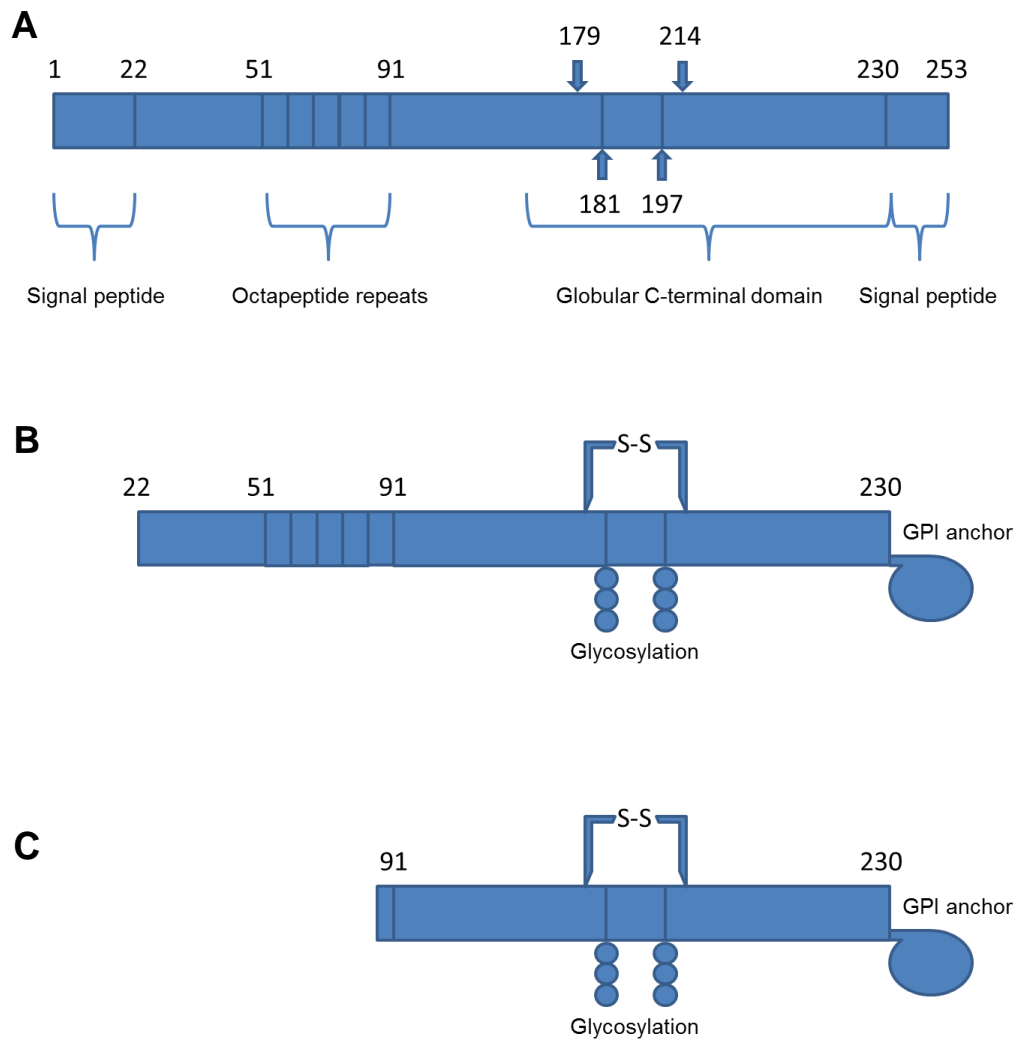 A
179 214
1 22 51 91 230 253
181 197
Signal peptide Octapeptide repeats Globular C-terminal domain Signal peptide
B
S-S
22 51 91 230
GPI anchor
Glycosylation
S-S
C
91 230
GPI anchor
Glycosylation